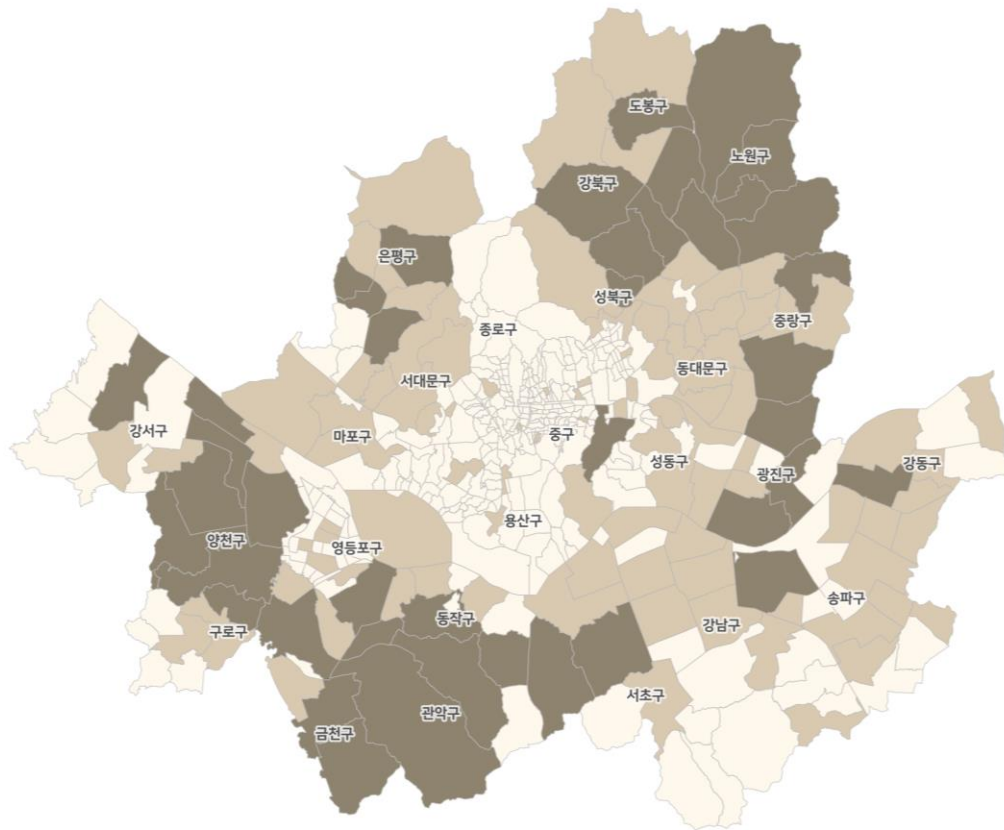 도봉구
노원구
강북구
은평구
성북구
중랑구
종로구
동대문구
서대문구
강서구
마포구
중구
성동구
강동구
광진구
용산구
양천구
영등포구
송파구
구로구
동작구
강남구
서초구
관악구
금천구